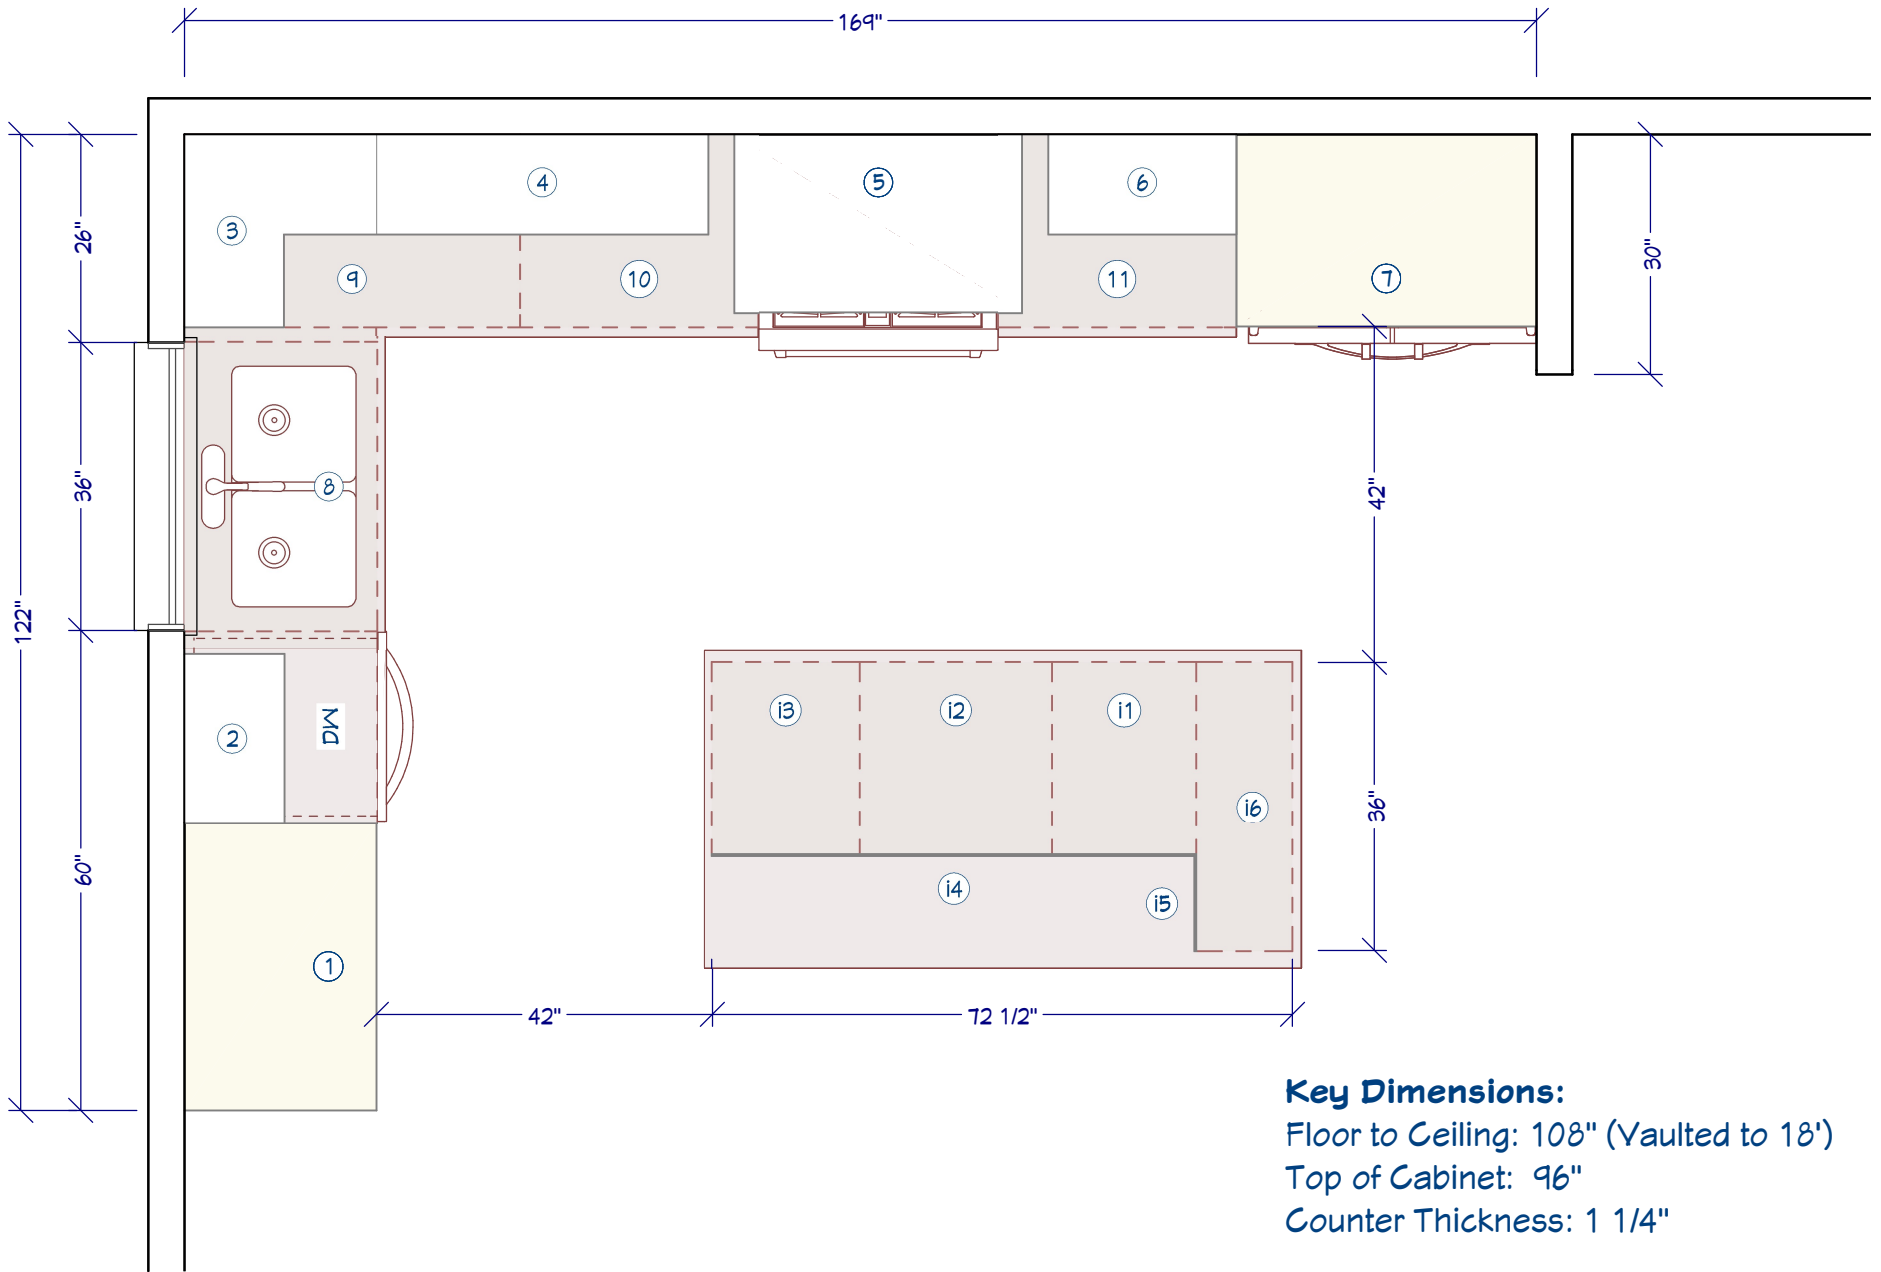 169"
3
4
5
6
7
26"
9
10
11
30"
36"
8
42"
122"
2
DW
i3
i2
i1
i6
36"
60"
i4
i5
1
42"
72 1/2"
Key Dimensions:
Floor to Ceiling: 108" (Vaulted to 18')
Top of Cabinet: 96"
Counter Thickness: 1 1/4"